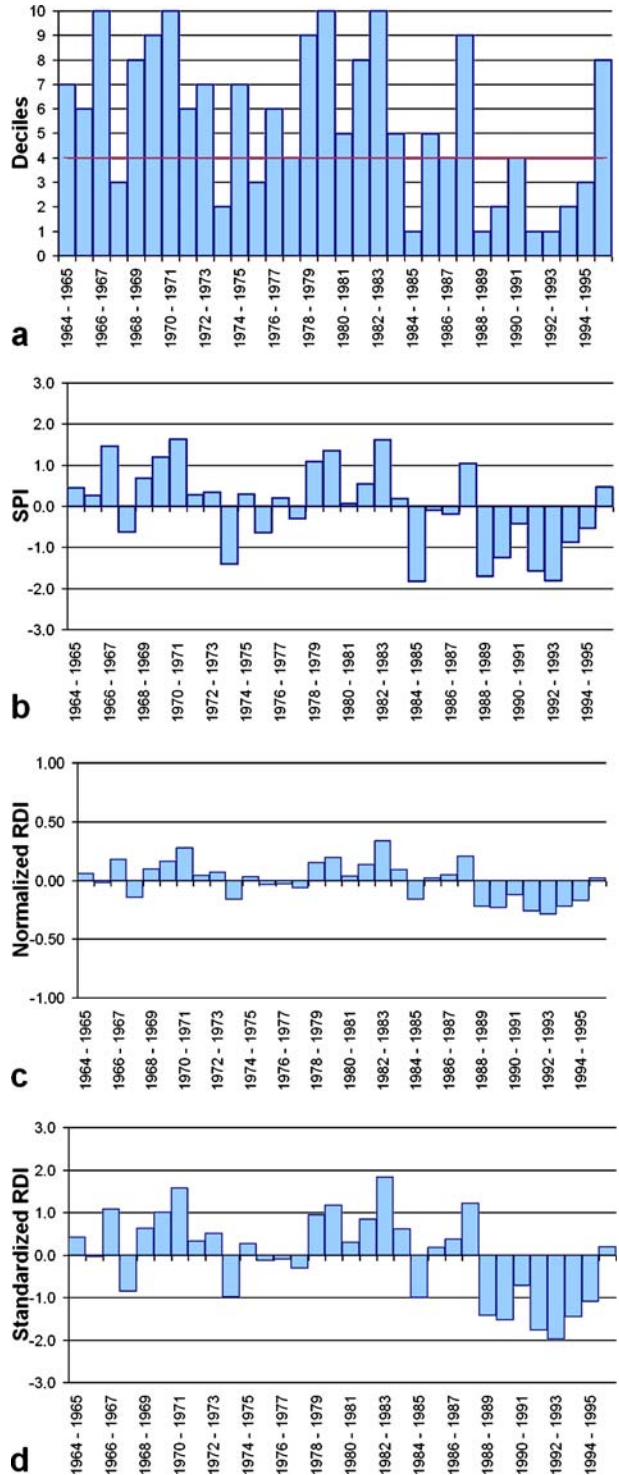 Deciles
10
9
8
7
6
5
4
3
2
1
0
1964 - 1965
1966 - 1967
1968 - 1969
1970 - 1971
1972 - 1973
1974 - 1975
1976 - 1977
1978 - 1979
1980 - 1981
1982 - 1983
1984 - 1985
1986 - 1987
1988 - 1989
1990 - 1991
1992 - 1993
1994 - 1995
a
SPI
3.0
2.0
1.0
0.0
-1.0
-2.0
-3.0
1964 - 1965
1966 - 1967
1968 - 1969
1970 - 1971
1972 - 1973
1974 - 1975
1976 - 1977
1978 - 1979
1980 - 1981
1982 - 1983
1984 - 1985
1986 - 1987
1988 - 1989
1990 - 1991
1992 - 1993
1994 - 1995
b
Normalized RDI
1.00
0.50
0.00
-0.50
-1.00
1964 - 1965
1966 - 1967
1968 - 1969
1970 - 1971
1972 - 1973
1974 - 1975
1976 - 1977
1978 - 1979
1980 - 1981
1982 - 1983
1984 - 1985
1986 - 1987
1988 - 1989
1990 - 1991
1992 - 1993
1994 - 1995
c
Standardized RDI
3.0
2.0
1.0
0.0
-1.0
-2.0
-3.0
1964 - 1965
1966 - 1967
1968 - 1969
1970 - 1971
1972 - 1973
1974 - 1975
1976 - 1977
1978 - 1979
1980 - 1981
1982 - 1983
1984 - 1985
1986 - 1987
1988 - 1989
1990 - 1991
1992 - 1993
1994 - 1995
d